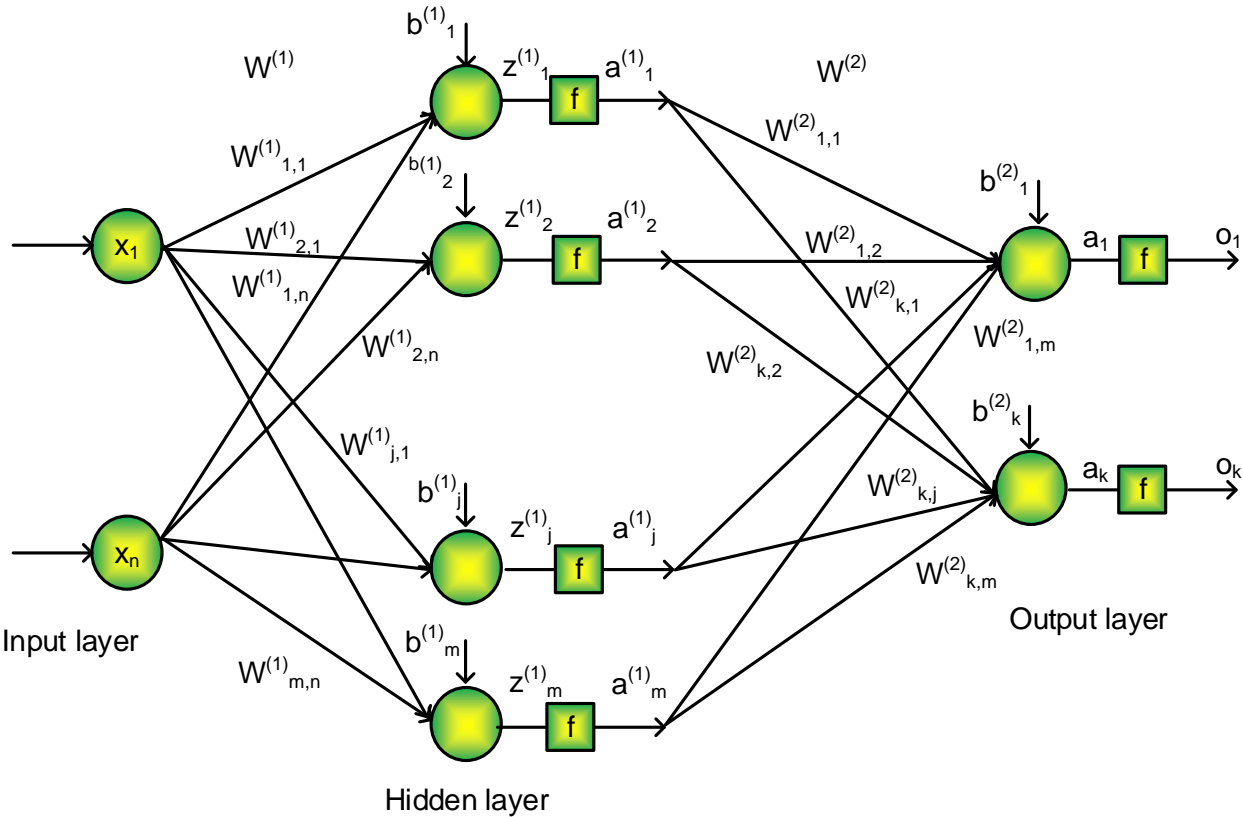 b⁽¹⁾₁
W⁽¹⁾
z⁽¹⁾₁
a⁽¹⁾₁
W⁽²⁾
f
W⁽²⁾₁,₁
W⁽¹⁾₁,₁
b⁽¹⁾₂
b⁽²⁾₁
z⁽¹⁾₂
a⁽¹⁾₂
x₁
W⁽¹⁾₂,₁
W⁽²⁾₁,₂
a₁
o₁
f
f
W⁽¹⁾₁,ₙ
W⁽²⁾ₖ,₁
W⁽¹⁾₂,ₙ
W⁽²⁾ₖ,₂
W⁽²⁾₁,ₘ
b⁽²⁾ₖ
W⁽¹⁾ⱼ,₁
aₖ
oₖ
f
W⁽²⁾ₖ,ⱼ
b⁽¹⁾ⱼ
z⁽¹⁾ⱼ
a⁽¹⁾ⱼ
xₙ
f
W⁽²⁾ₖ,ₘ
Input layer
Output layer
b⁽¹⁾ₘ
W⁽¹⁾ₘ,ₙ
z⁽¹⁾ₘ
a⁽¹⁾ₘ
f
Hidden layer